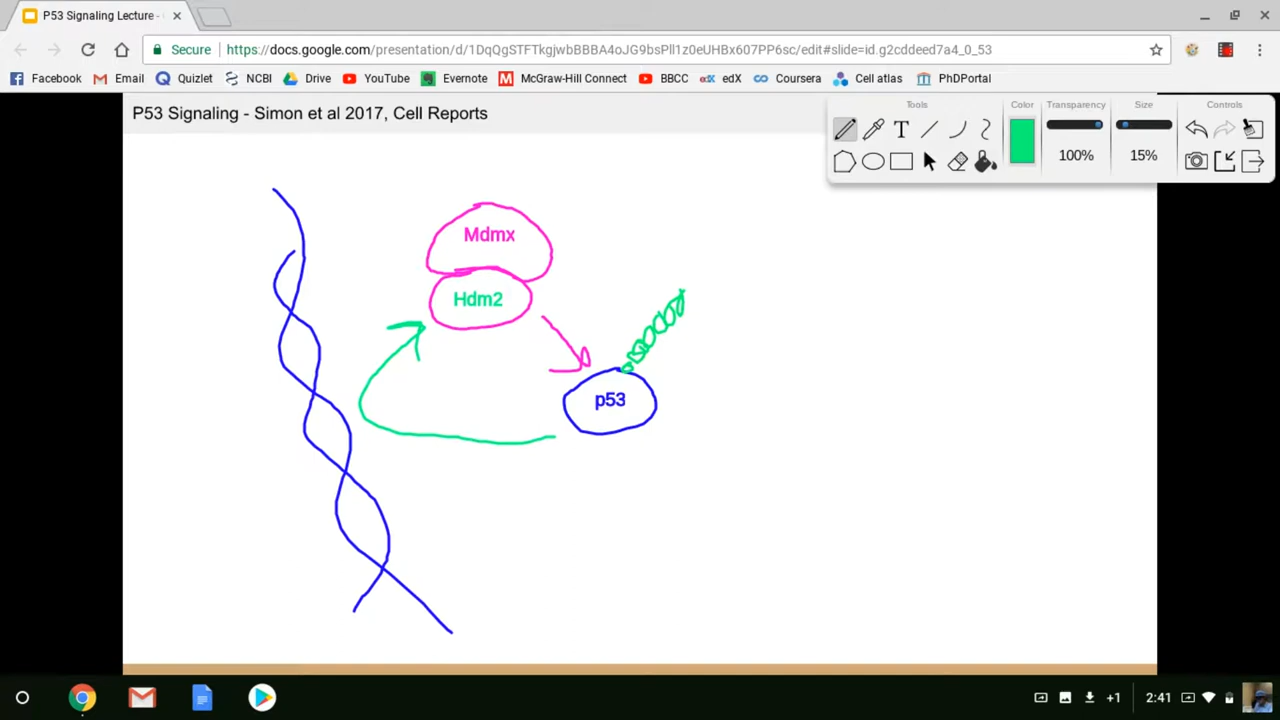 P53 Signaling Lecture -
Secure
https://docs.google.com/presentation/d/1DqQgSTFTkgjwbBBBA4oJG9bsPll1z0eUHBx607PP6sc/edit#slide=id.g2cddeed7a4_0_53
Facebook Email Quizlet NCBI Drive YouTube Evernote McGraw-Hill Connect BBCC edX Coursera Cell atlas PhDPortal
P53 Signaling - Simon et al 2017, Cell Reports
Tools Color Transparency Size Controls
T
100% 15%
Mdmx
Hdm2
p53
+1 2:41